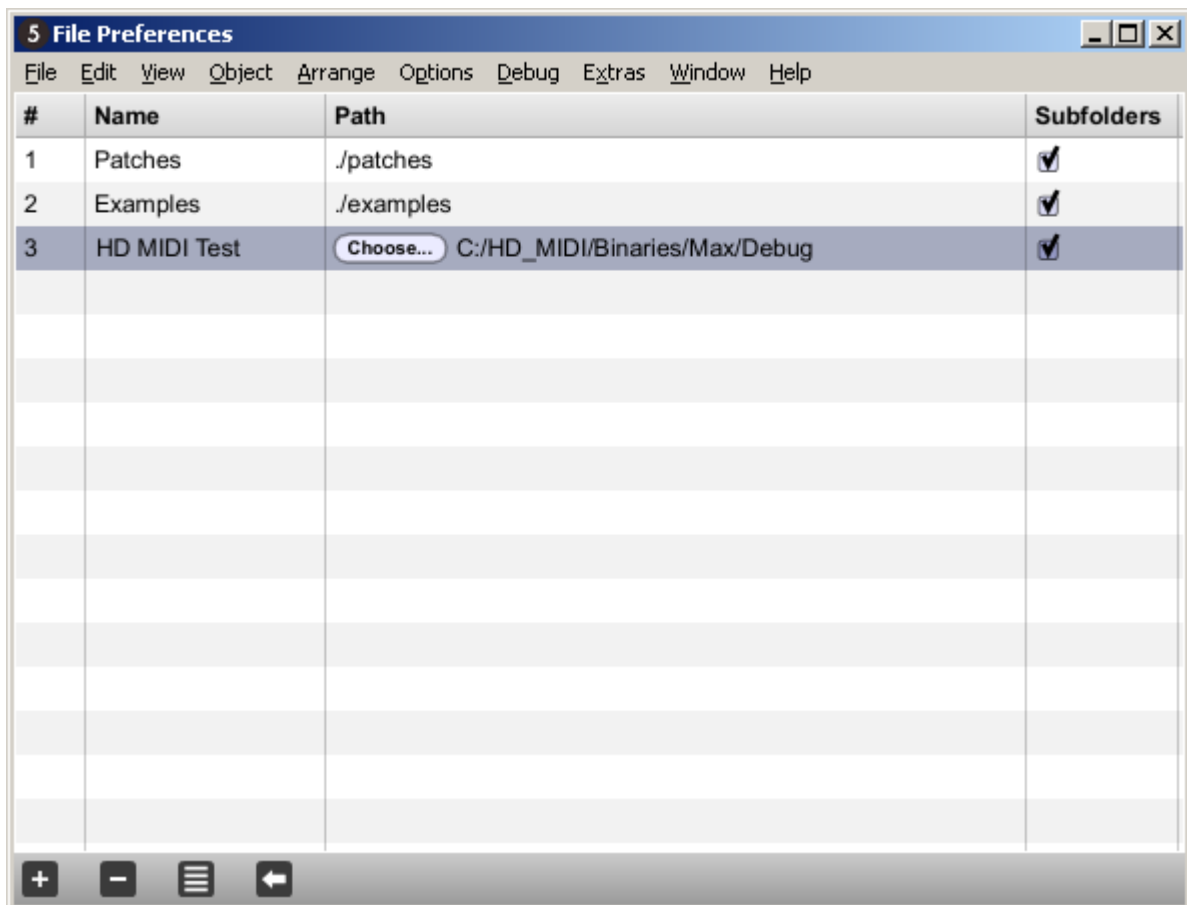 5 File Preferences
File Edit View Object Arrange Options Debug Extras Window Help
# Name Path Subfolders
1 Patches ./patches
2 Examples ./examples
3 HD MIDI Test Choose... C:/HD_MIDI/Binaries/Max/Debug